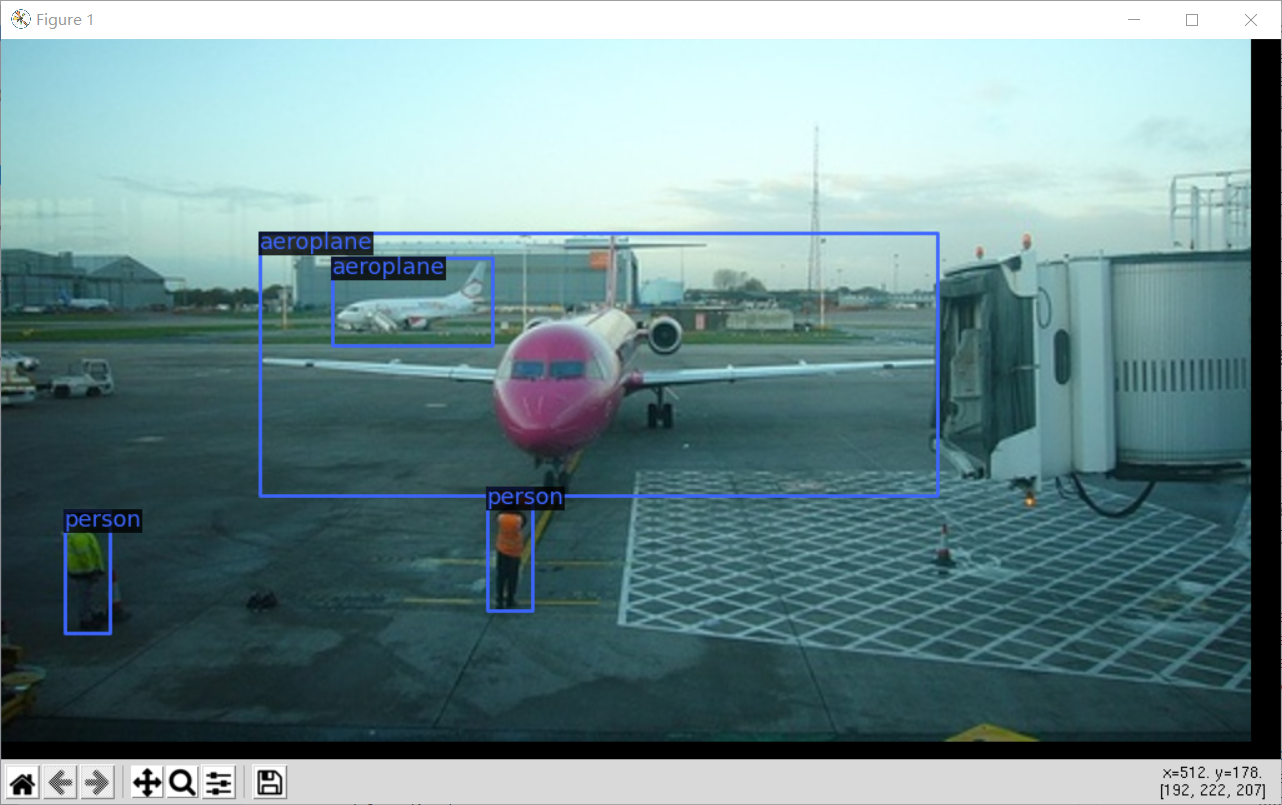 Figure 1
aeroplane
aeroplane
person
person
x=512. y=178.
[192, 222, 207]